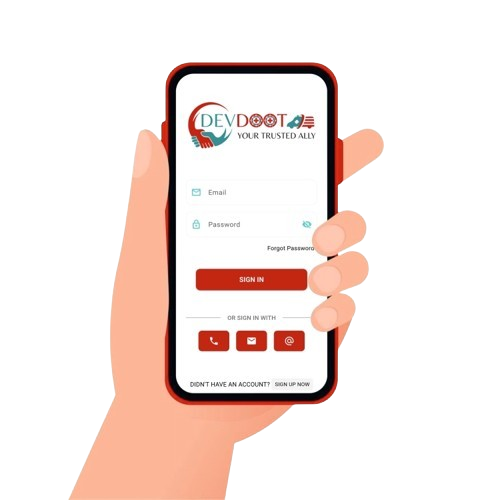 DEVDOOT
YOUR TRUSTED ALLY
Email
Password
Forgot Password
SIGN IN
OR SIGN IN WITH
@
DIDN'T HAVE AN ACCOUNT? SIGN UP NOW